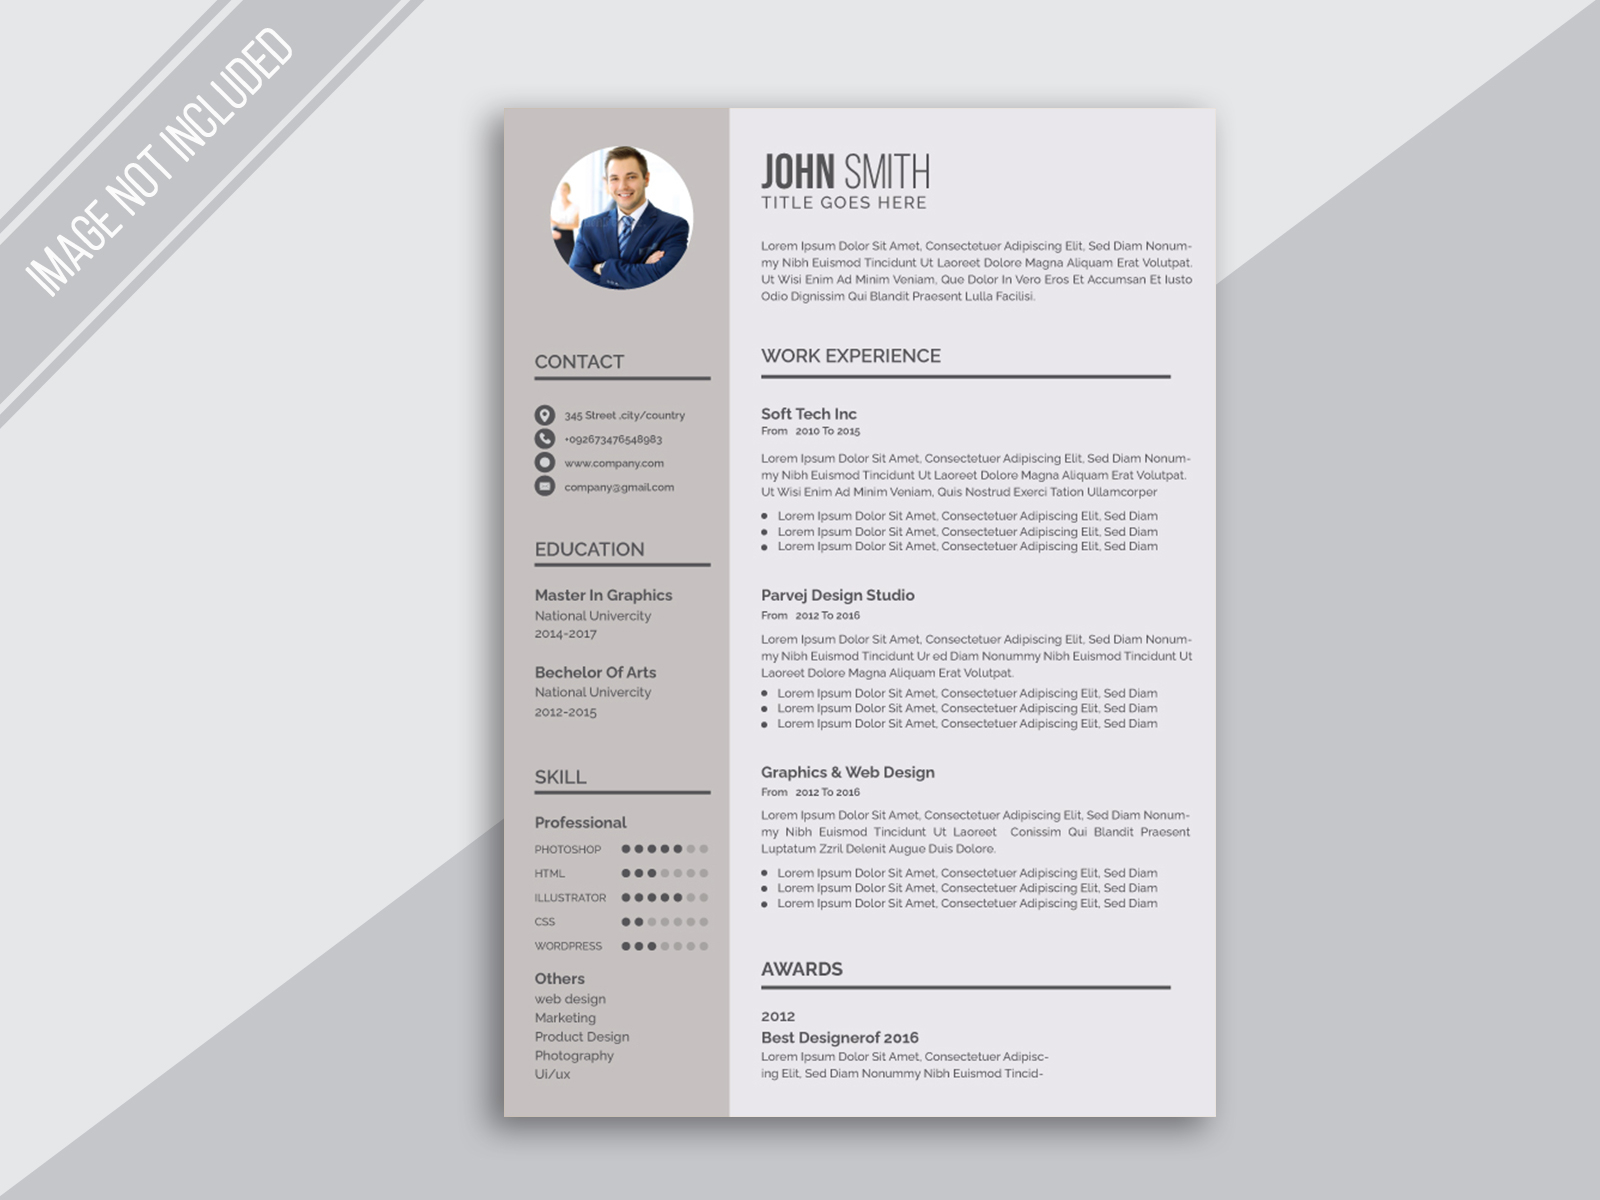 IMAGE NOT INCLUDED
JOHN SMITH
TITLE GOES HERE
Lorem Ipsum Dolor Sit Amet, Consectetuer Adipiscing Elit, Sed Diam Nonum-
my Nibh Euismod Tincidunt Ut Laoreet Dolore Magna Aliquam Erat Volutpat.
Ut Wisi Enim Ad Minim Veniam, Que Dolor In Vero Eros Et Accumsan Et Iusto
Odio Dignissim Qui Blandit Praesent Lulla Facilisi.
CONTACT
345 Street ,city/country
+092673476548983
www.company.com
company@gmail.com
EDUCATION
Master In Graphics
National Univercity
2014-2017
Bechelor Of Arts
National Univercity
2012-2015
SKILL
Professional
PHOTOSHOP
HTML
ILLUSTRATOR
CSS
WORDPRESS
Others
web design
Marketing
Product Design
Photography
Ui/ux
WORK EXPERIENCE
Soft Tech Inc
From 2010 To 2015
Lorem Ipsum Dolor Sit Amet, Consectetuer Adipiscing Elit, Sed Diam Nonum-
my Nibh Euismod Tincidunt Ut Laoreet Dolore Magna Aliquam Erat Volutpat.
Ut Wisi Enim Ad Minim Veniam, Quis Nostrud Exerci Tation Ullamcorper
Lorem Ipsum Dolor Sit Amet, Consectetuer Adipiscing Elit, Sed Diam
Lorem Ipsum Dolor Sit Amet, Consectetuer Adipiscing Elit, Sed Diam
Lorem Ipsum Dolor Sit Amet, Consectetuer Adipiscing Elit, Sed Diam
Parvej Design Studio
From 2012 To 2016
Lorem Ipsum Dolor Sit Amet, Consectetuer Adipiscing Elit, Sed Diam Nonum-
my Nibh Euismod Tincidunt Ur ed Diam Nonummy Nibh Euismod Tincidunt Ut
Laoreet Dolore Magna Aliquam Erat Volutpat.
Lorem Ipsum Dolor Sit Amet, Consectetuer Adipiscing Elit, Sed Diam
Lorem Ipsum Dolor Sit Amet, Consectetuer Adipiscing Elit, Sed Diam
Lorem Ipsum Dolor Sit Amet, Consectetuer Adipiscing Elit, Sed Diam
Graphics & Web Design
From 2012 To 2016
Lorem Ipsum Dolor Sit Amet, Consectetuer Adipiscing Elit, Sed Diam Nonum-
my Nibh Euismod Tincidunt Ut Laoreet Conissim Qui Blandit Praesent
Luptatum Zzril Delenit Augue Duis Dolore.
Lorem Ipsum Dolor Sit Amet, Consectetuer Adipiscing Elit, Sed Diam
Lorem Ipsum Dolor Sit Amet, Consectetuer Adipiscing Elit, Sed Diam
Lorem Ipsum Dolor Sit Amet, Consectetuer Adipiscing Elit, Sed Diam
AWARDS
2012
Best Designerof 2016
Lorem Ipsum Dolor Sit Amet, Consectetuer Adipisc-
ing Elit, Sed Diam Nonummy Nibh Euismod Tincid-